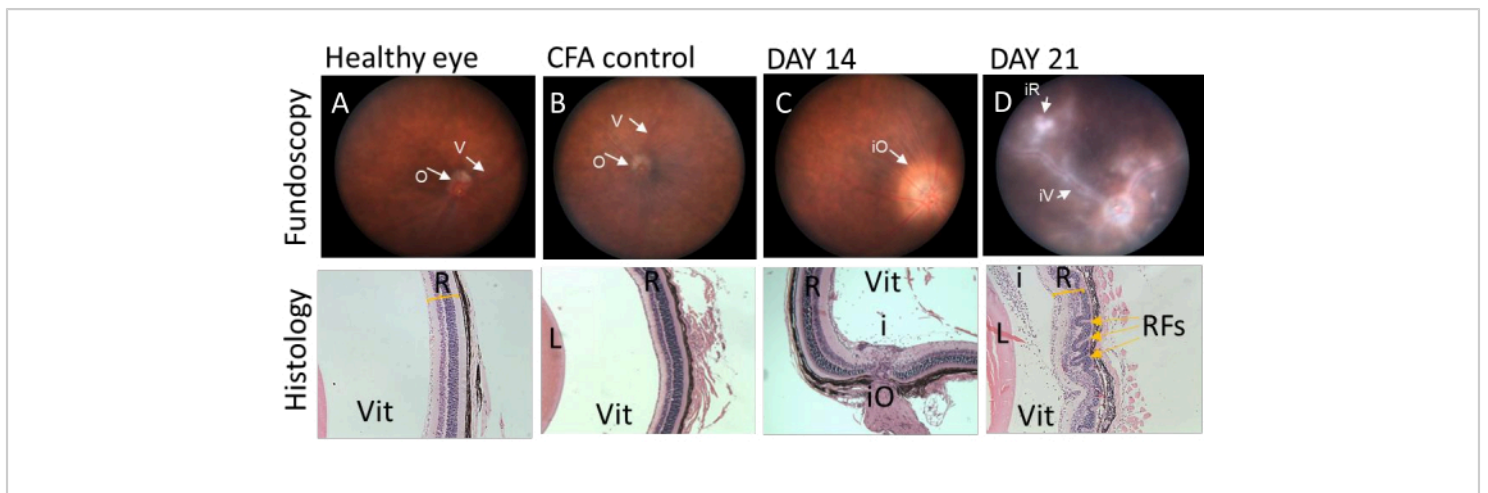 Healthy eye CFA control DAY 14 DAY 21
Fundoscopy
A V O
B V O
C iO
D iR iV
Histology
R Vit
R L Vit
R Vit i iO
i R L RFs Vit